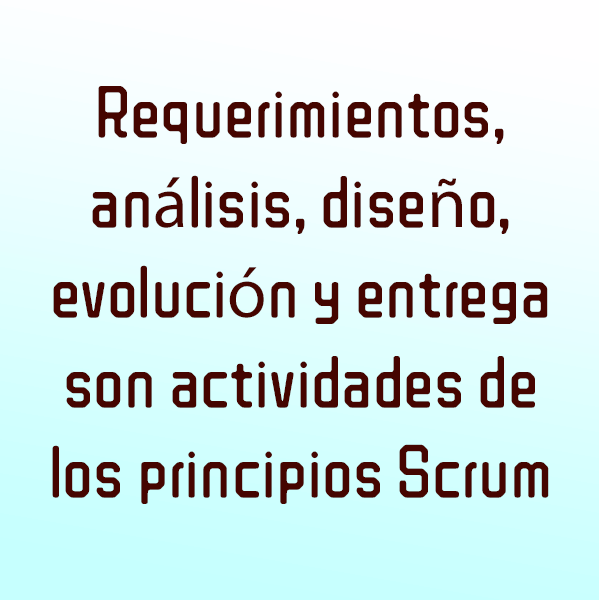 Requerimientos,
análisis, diseño,
evolución y entrega
son actividades de
los principios Scrum